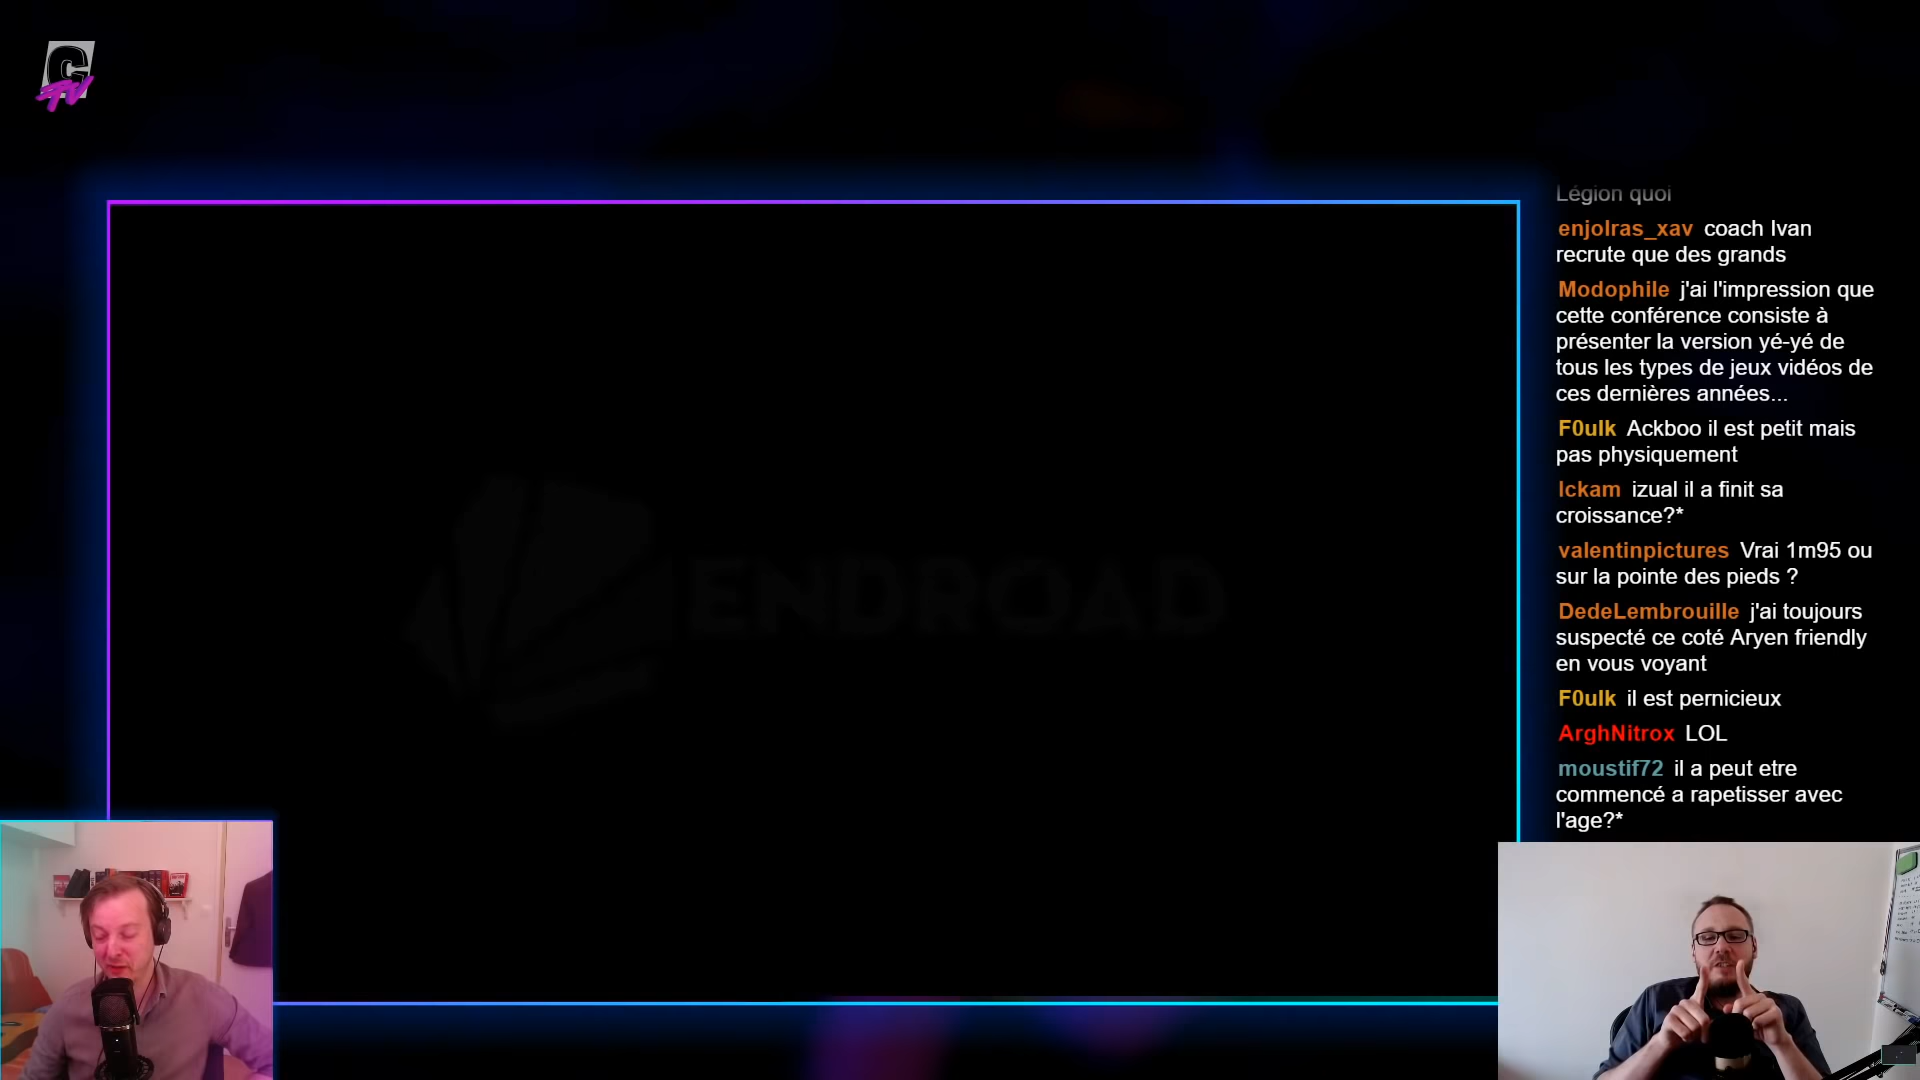 C
TV
ENDROAD
Légion quoi
enjolras_xav coach Ivan
recrute que des grands
Modophile j'ai l'impression que
cette conférence consiste à
présenter la version yé-yé de
tous les types de jeux vidéos de
ces dernières années...
F0ulk Ackboo il est petit mais
pas physiquement
Ickam izual il a finit sa
croissance?*
valentinpictures Vrai 1m95 ou
sur la pointe des pieds ?
DedeLembrouille j'ai toujours
suspecté ce coté Aryen friendly
en vous voyant
F0ulk il est pernicieux
ArghNitrox LOL
moustif72 il a peut etre
commencé a rapetisser avec
l'age?*